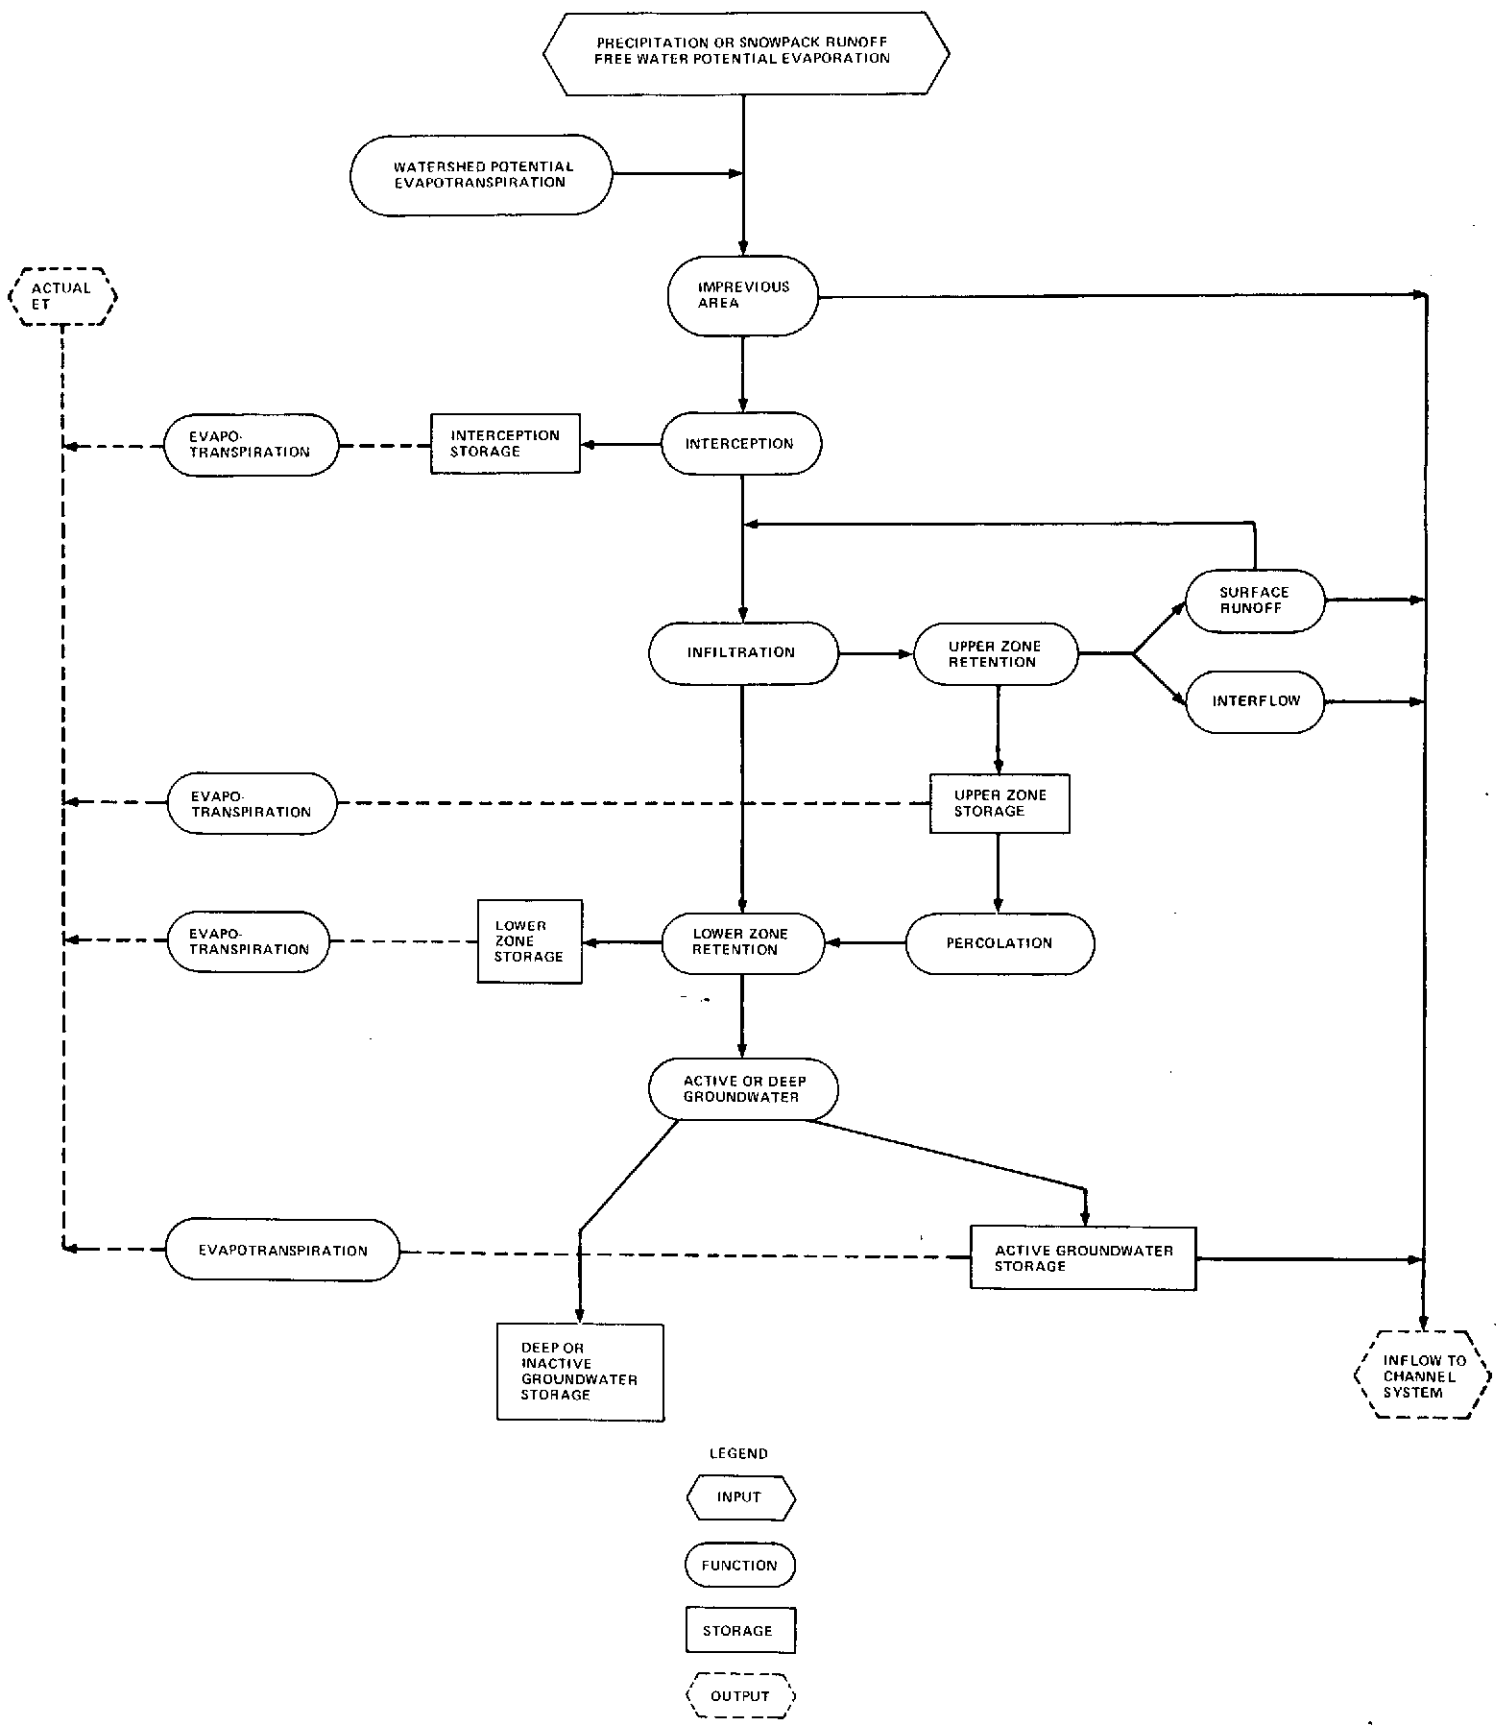 PRECIPITATION OR SNOWPACK RUNOFF
FREE WATER POTENTIAL EVAPORATION
WATERSHED POTENTIAL
EVAPOTRANSPIRATION
ACTUAL
ET
IMPREVIOUS
AREA
EVAPO-
TRANSPIRATION
INTERCEPTION
STORAGE
INTERCEPTION
SURFACE
RUNOFF
INFILTRATION
UPPER ZONE
RETENTION
INTERFLOW
EVAPO-
TRANSPIRATION
UPPER ZONE
STORAGE
EVAPO-
TRANSPIRATION
LOWER
ZONE
STORAGE
LOWER ZONE
RETENTION
PERCOLATION
ACTIVE OR DEEP
GROUNDWATER
EVAPOTRANSPIRATION
ACTIVE GROUNDWATER
STORAGE
DEEP OR
INACTIVE
GROUNDWATER
STORAGE
INFLOW TO
CHANNEL
SYSTEM
LEGEND
INPUT
FUNCTION
STORAGE
OUTPUT